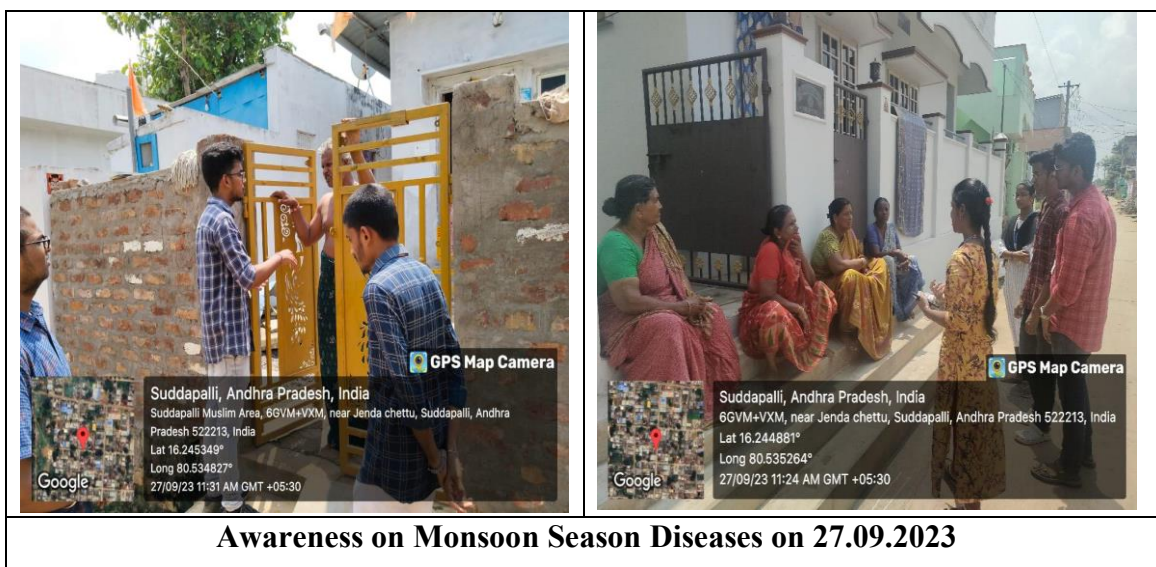 GPS Map Camera
Suddapalli, Andhra Pradesh, India
Suddapalli Muslim Area, 6GVM+VXM, near Jenda chettu, Suddapalli, Andhra
Pradesh 522213, India
Lat 16.245349°
Long 80.534827°
27/09/23 11:31 AM GMT +05:30
Google
GPS Map Camera
Suddapalli, Andhra Pradesh, India
6GVM+VXM, near Jenda chettu, Suddapalli, Andhra Pradesh 522213, India
Lat 16.244881°
Long 80.535264°
27/09/23 11:24 AM GMT +05:30
Google
Awareness on Monsoon Season Diseases on 27.09.2023